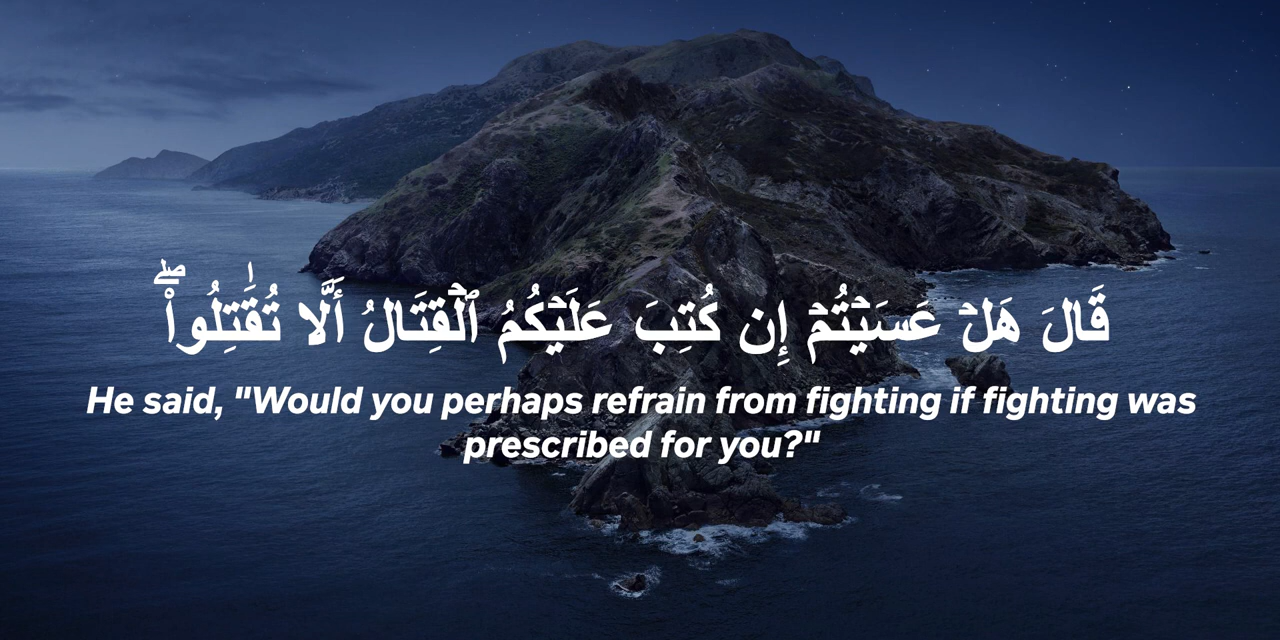 قَالَ هَلۡ عَسَيۡتُمۡ إِن كُتِبَ عَلَيۡكُمُ ٱلۡقِتَالُ أَلَّا تُقَٰتِلُواْۖ
He said, "Would you perhaps refrain from fighting if fighting was
prescribed for you?"